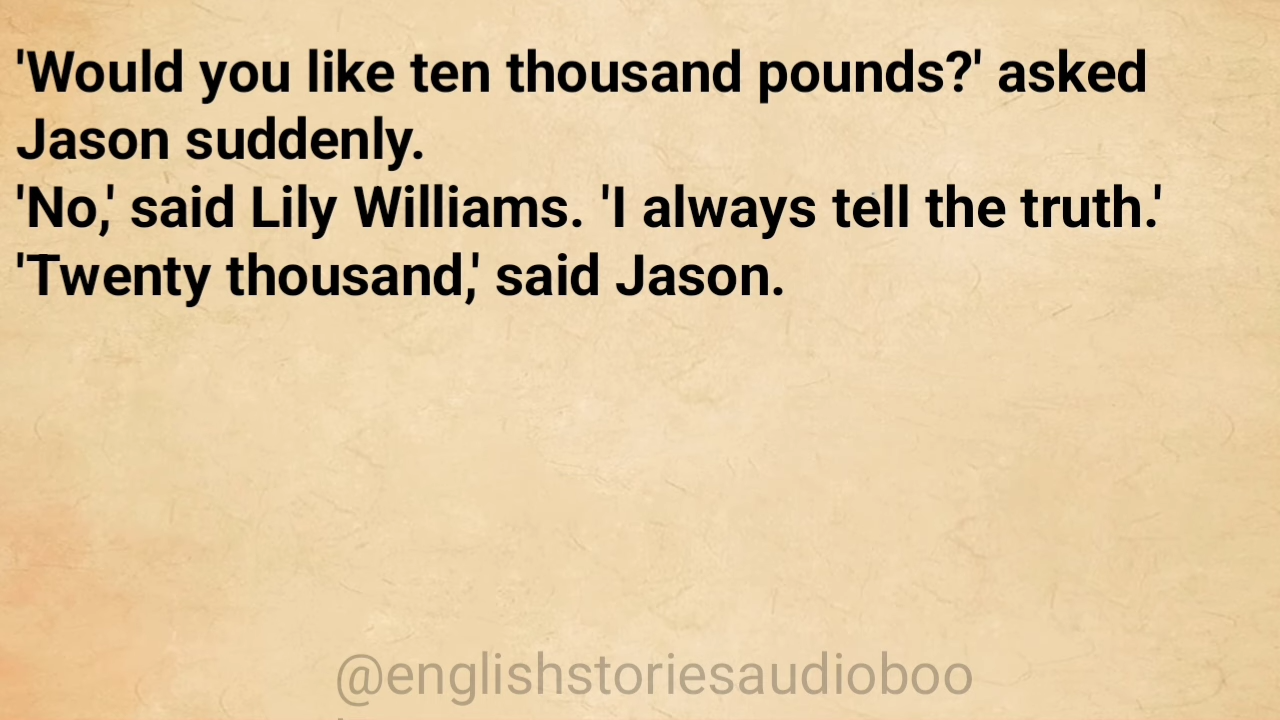 'Would you like ten thousand pounds?' asked
Jason suddenly.
'No,' said Lily Williams. 'I always tell the truth.'
'Twenty thousand,' said Jason.
@englishstoriesaudioboo